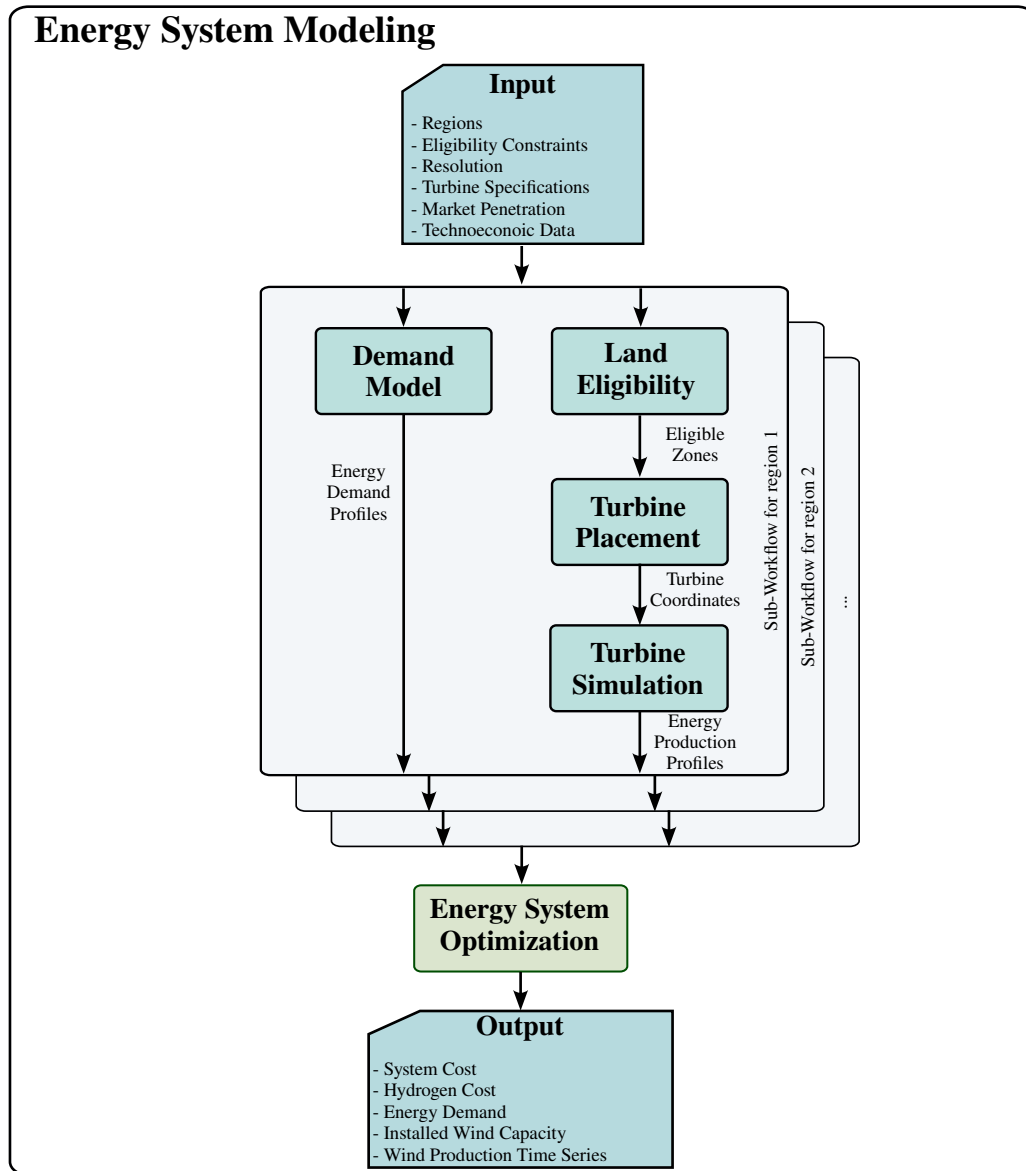 Energy System Modeling
Input
- Regions
- Eligibility Constraints
- Resolution
- Turbine Specifications
- Market Penetration
- Technoeconoic Data
Demand
Model
Land
Eligibility
Energy
Demand
Profiles
Eligible
Zones
Turbine
Placement
Turbine
Coordinates
Turbine
Simulation
Energy
Production
Profiles
Sub-Workflow for region 1
Sub-Workflow for region 2
...
Energy System
Optimization
Output
- System Cost
- Hydrogen Cost
- Energy Demand
- Installed Wind Capacity
- Wind Production Time Series